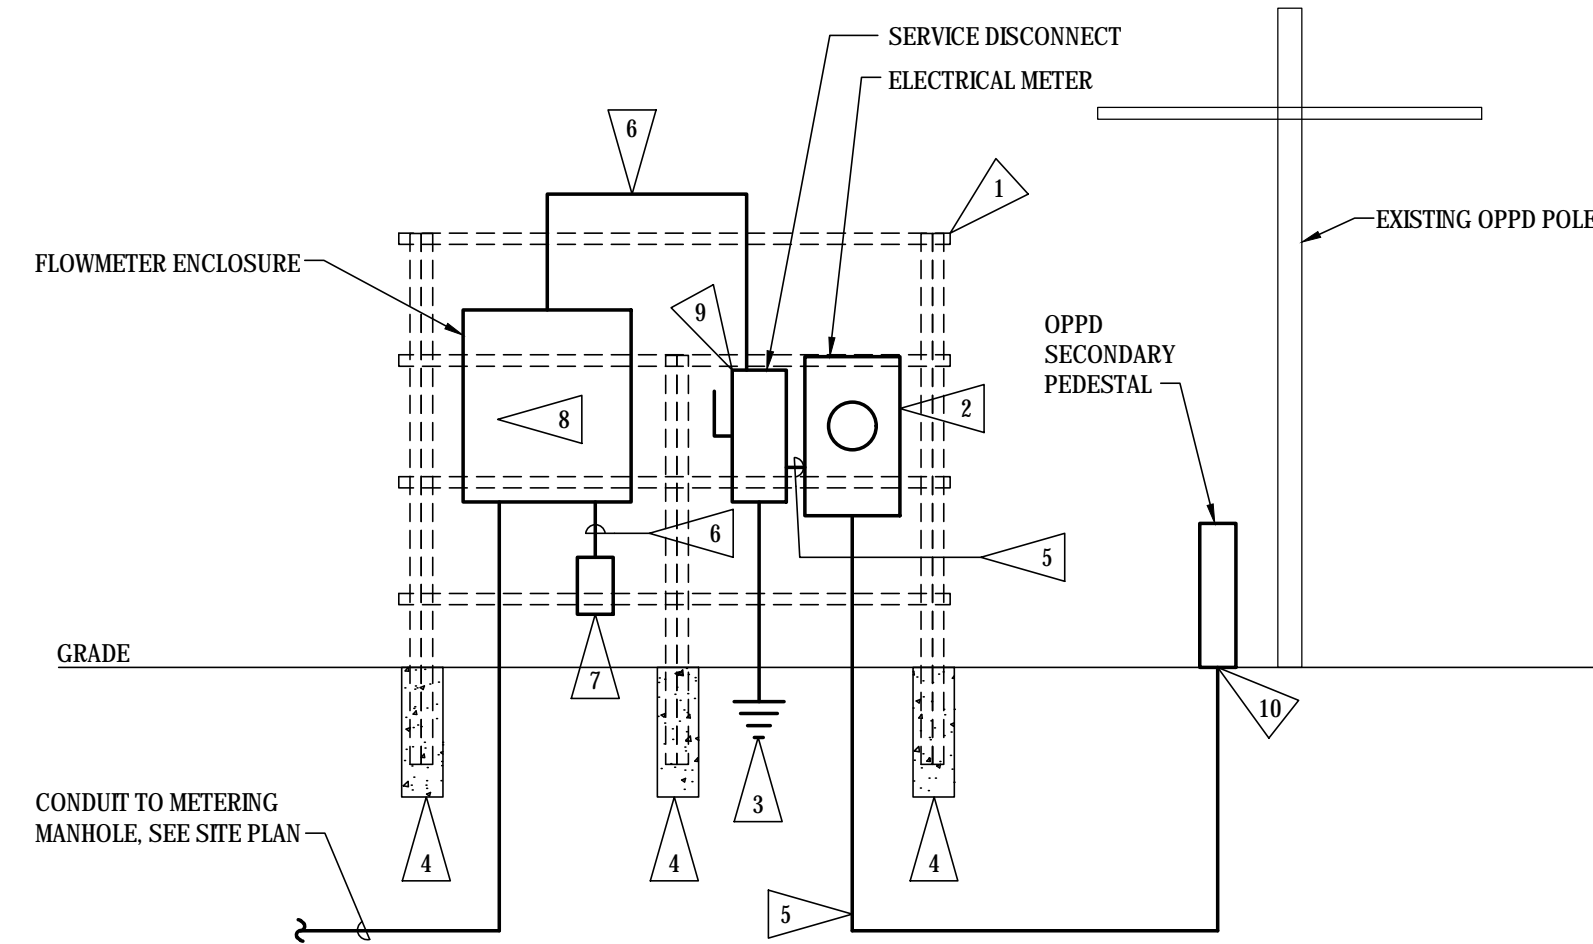 SERVICE DISCONNECT
ELECTRICAL METER
6
1
EXISTING OPPD POLE
FLOWMETER ENCLOSURE
9
OPPD
SECONDARY
PEDESTAL
8
2
6
5
GRADE
7
10
3
CONDUIT TO METERING
MANHOLE, SEE SITE PLAN
4
4
4
5